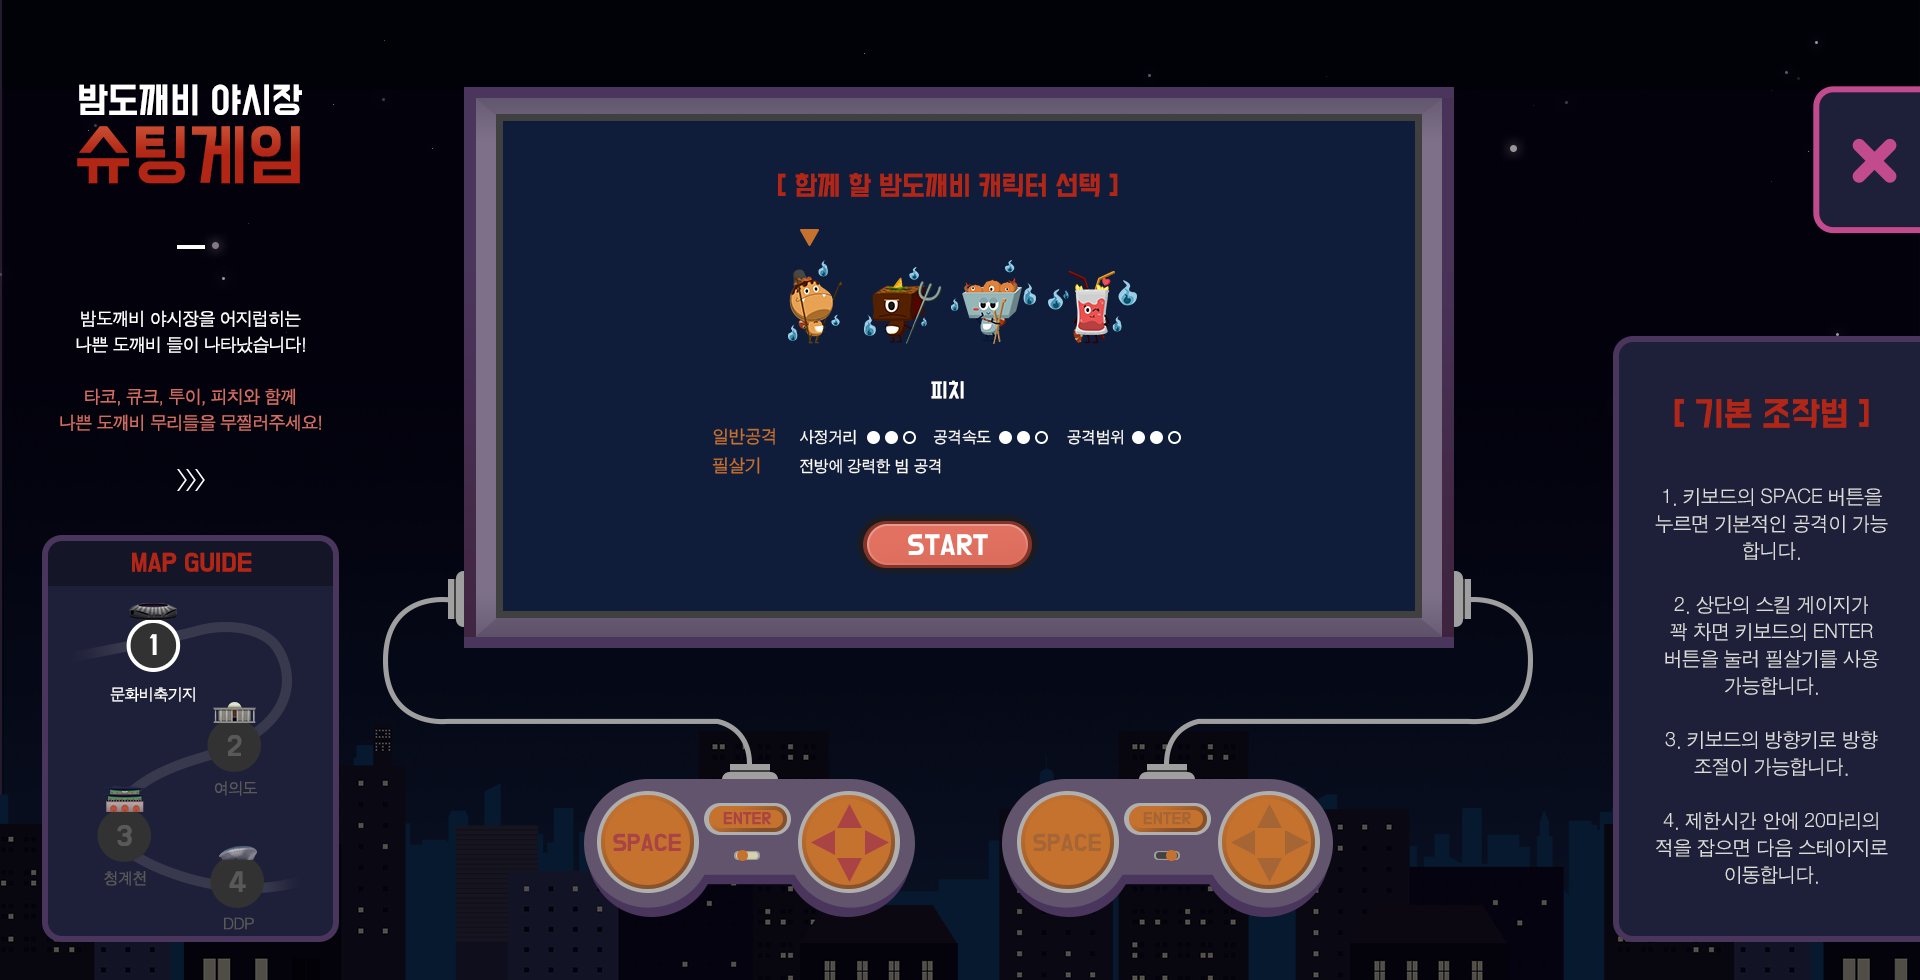 밤도깨비 야시장
슈팅게임
밤도깨비 야시장을 어지럽히는
나쁜 도깨비 들이 나타났습니다!
타코, 큐크, 투이, 피치와 함께
나쁜 도깨비 무리들을 무찔러주세요!
MAP GUIDE
1
문화비축기지
2
여의도
3
청계천
4
DDP
[ 함께 할 밤도깨비 캐릭터 선택 ]
피치
일반공격 사정거리 공격속도 공격범위
필살기 전방에 강력한 빔 공격
START
SPACE
ENTER
SPACE
ENTER
[ 기본 조작법 ]
1. 키보드의 SPACE 버튼을
누르면 기본적인 공격이 가능
합니다.
2. 상단의 스킬 게이지가
꽉 차면 키보드의 ENTER
버튼을 눌러 필살기를 사용
가능합니다.
3. 키보드의 방향키로 방향
조절이 가능합니다.
4. 제한시간 안에 20마리의
적을 잡으면 다음 스테이지로
이동합니다.